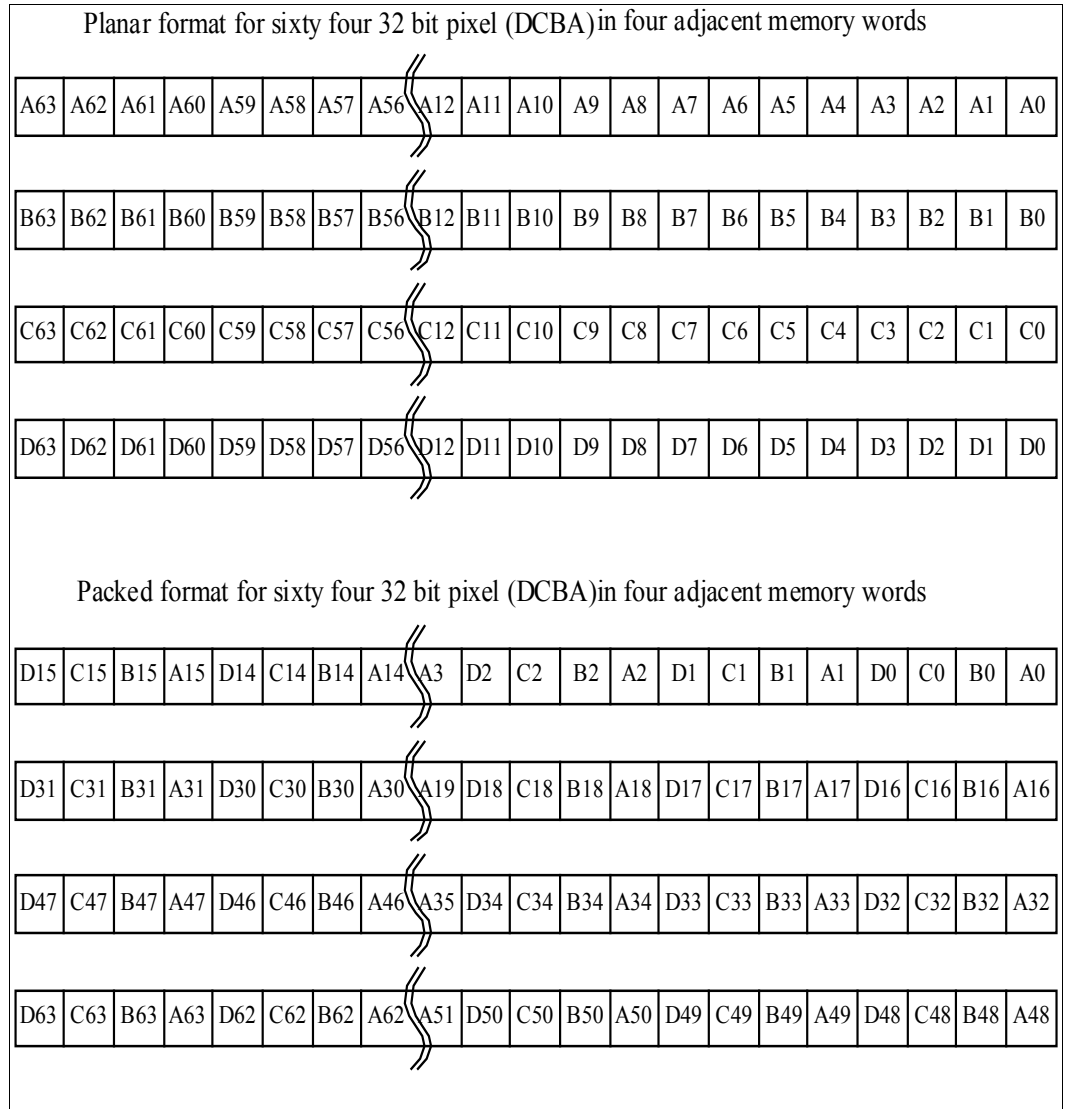 Planar format for sixty four 32 bit pixel (DCBA)in four adjacent memory words
A63 A62 A61 A60 A59 A58 A57 A56 A12 A11 A10 A9 A8 A7 A6 A5 A4 A3 A2 A1 A0
B63 B62 B61 B60 B59 B58 B57 B56 B12 B11 B10 B9 B8 B7 B6 B5 B4 B3 B2 B1 B0
C63 C62 C61 C60 C59 C58 C57 C56 C12 C11 C10 C9 C8 C7 C6 C5 C4 C3 C2 C1 C0
D63 D62 D61 D60 D59 D58 D57 D56 D12 D11 D10 D9 D8 D7 D6 D5 D4 D3 D2 D1 D0
Packed format for sixty four 32 bit pixel (DCBA)in four adjacent memory words
D15 C15 B15 A15 D14 C14 B14 A14 A3 D2 C2 B2 A2 D1 C1 B1 A1 D0 C0 B0 A0
D31 C31 B31 A31 D30 C30 B30 A30 A19 D18 C18 B18 A18 D17 C17 B17 A17 D16 C16 B16 A16
D47 C47 B47 A47 D46 C46 B46 A46 A35 D34 C34 B34 A34 D33 C33 B33 A33 D32 C32 B32 A32
D63 C63 B63 A63 D62 C62 B62 A62 A51 D50 C50 B50 A50 D49 C49 B49 A49 D48 C48 B48 A48